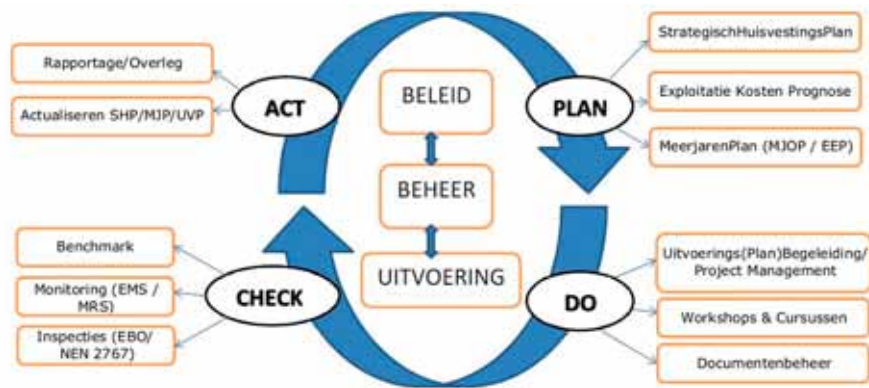 Rapportage/Overleg
Actualiseren SHP/MJP/UVP
ACT
BELEID
BEHEER
UITVOERING
PLAN
StrategischHuisvestingsPlan
Exploitatie Kosten Prognose
MeerjarenPlan (MJOP / EEP)
Benchmark
Monitoring (EMS /
MRS)
Inspecties (EBO/
NEN 2767)
CHECK
DO
Uitvoerings(Plan)Begeleiding/
Project Management
Workshops & Cursussen
Documentenbeheer